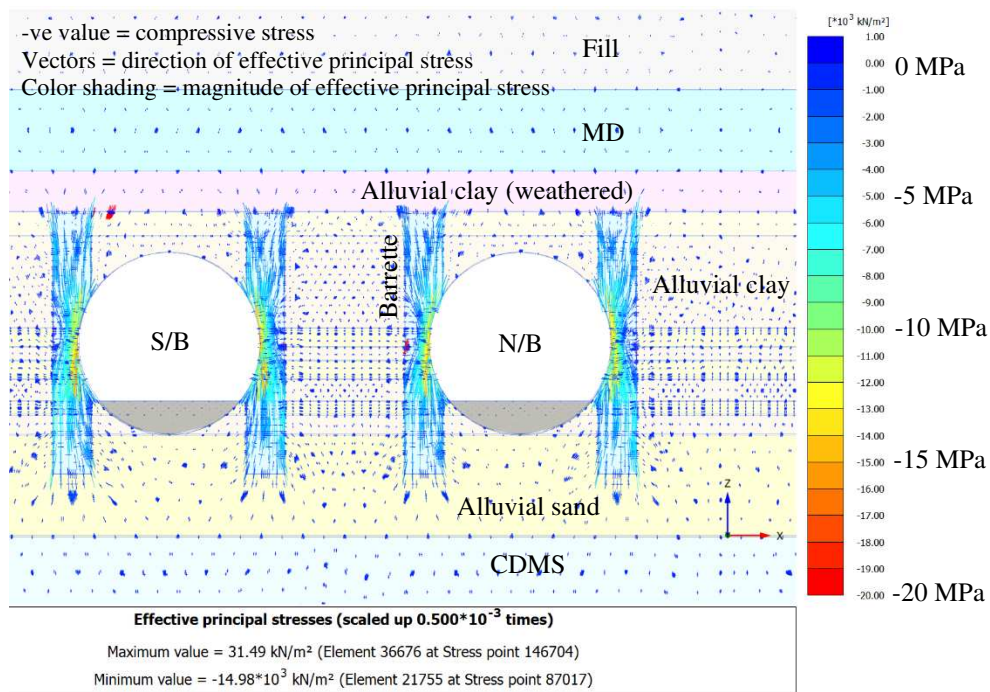 -ve value = compressive stress
Vectors = direction of effective principal stress
Color shading = magnitude of effective principal stress
Fill
MD
Alluvial clay (weathered)
Barrette
Alluvial clay
S/B
N/B
Alluvial sand
Z
X
CDMS
[*10³ kN/m²]
1.00
0.00
-1.00
-2.00
-3.00
-4.00
-5.00
-6.00
-7.00
-8.00
-9.00
-10.00
-11.00
-12.00
-13.00
-14.00
-15.00
-16.00
-17.00
-18.00
-19.00
-20.00
0 MPa
-5 MPa
-10 MPa
-15 MPa
-20 MPa
Effective principal stresses (scaled up 0.500*10⁻³ times)
Maximum value = 31.49 kN/m² (Element 36676 at Stress point 146704)
Minimum value = -14.98*10³ kN/m² (Element 21755 at Stress point 87017)